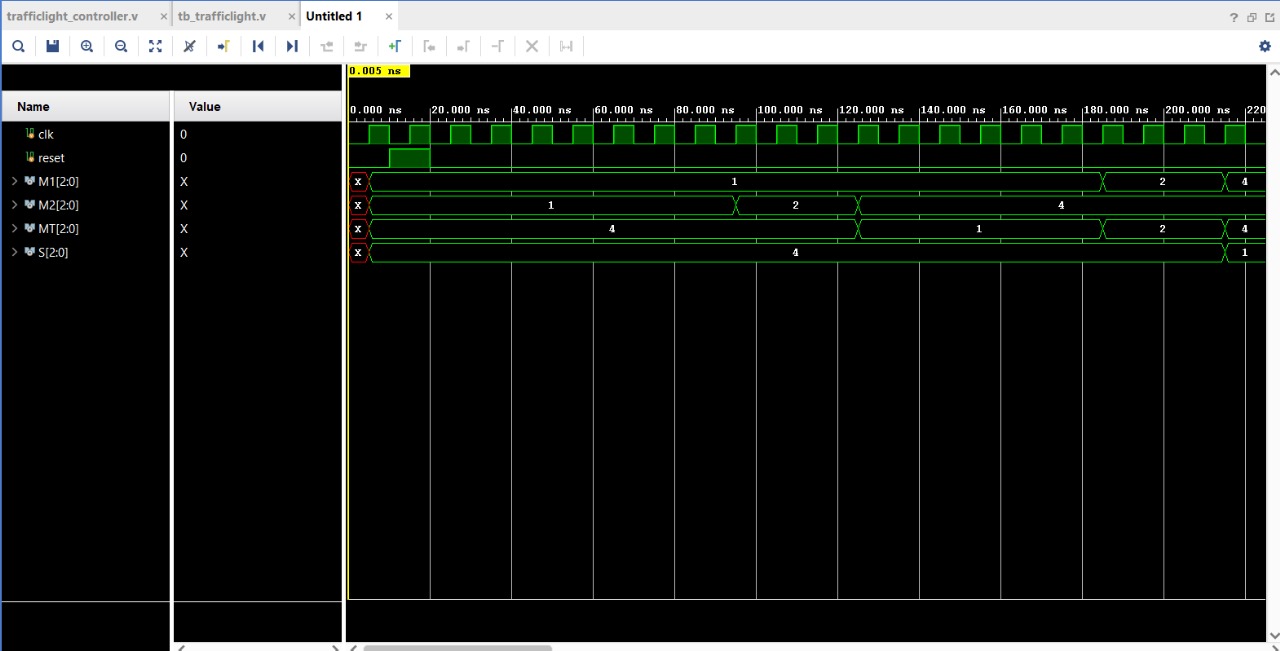 trafficlight_controller.v × tb_trafficlight.v × Untitled 1 × ?
0.005 ns
Name Value
0.000 ns 20.000 ns 40.000 ns 60.000 ns 80.000 ns 100.000 ns 120.000 ns 140.000 ns 160.000 ns 180.000 ns 200.000 ns 220
clk 0
reset 0
M1[2:0] X X 1 2 4
M2[2:0] X X 1 2 4
MT[2:0] X X 4 1 2 4
S[2:0] X X 4 1